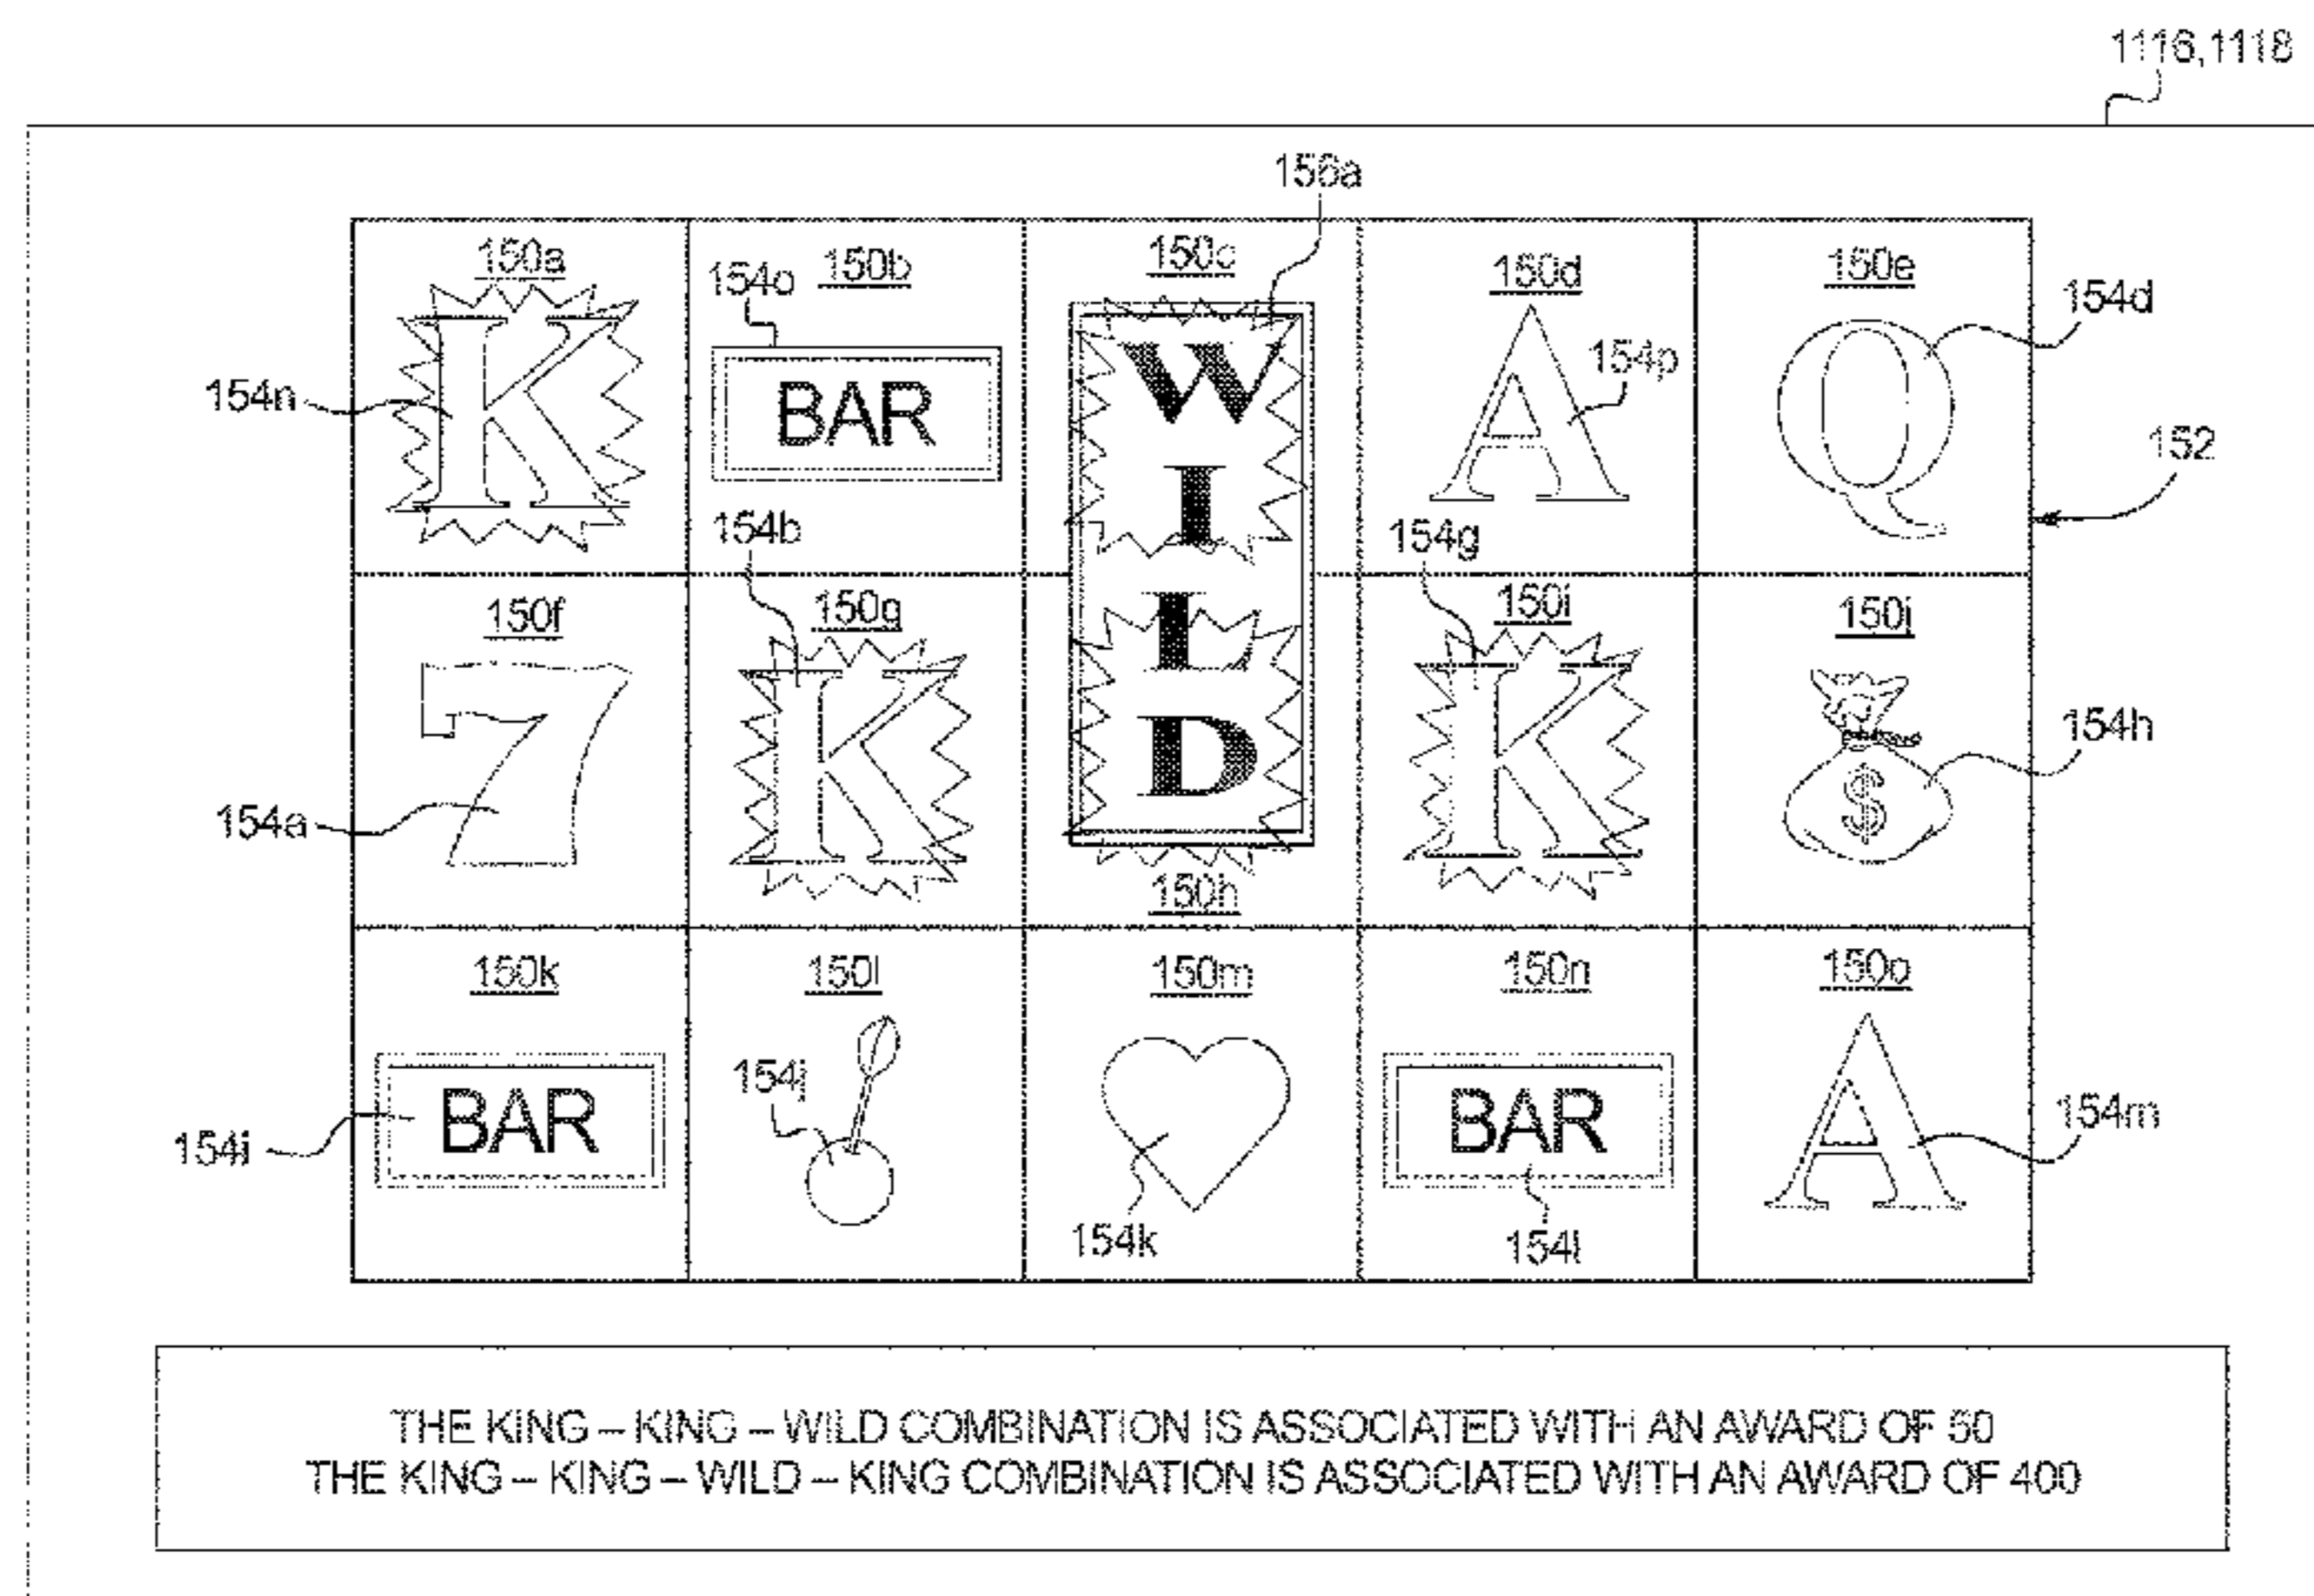 1116,1118
156a
150a
150b
150c
150d
150e
154o
154d
K
BAR
WILD
A
Q
154n
154p
152
154b
154g
150f
150g
150i
150j
7
K
K
$
154a
154h
150h
150k
150l
150m
150n
150o
154j
BAR
BAR
A
154i
154m
154k
154l
THE KING – KING – WILD COMBINATION IS ASSOCIATED WITH AN AWARD OF 50
THE KING – KING – WILD – KING COMBINATION IS ASSOCIATED WITH AN AWARD OF 400